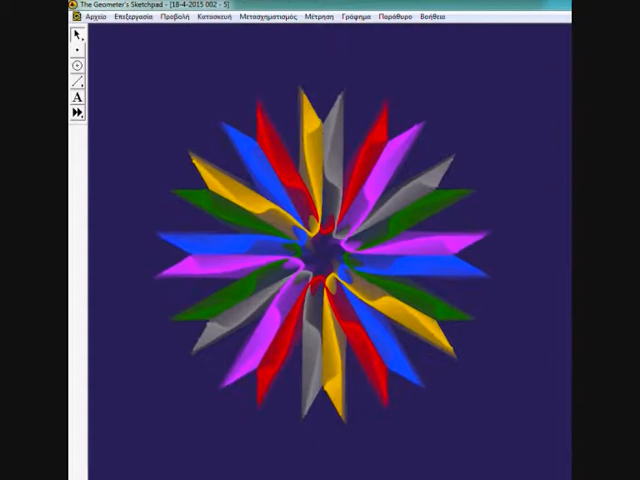 The Geometer's Sketchpad - [18-4-2015 002 - 5]
Αρχείο Επεξεργασία Προβολή Κατασκευή Μετασχηματισμός Μέτρηση Γράφημα Παράθυρο Βοήθεια
A